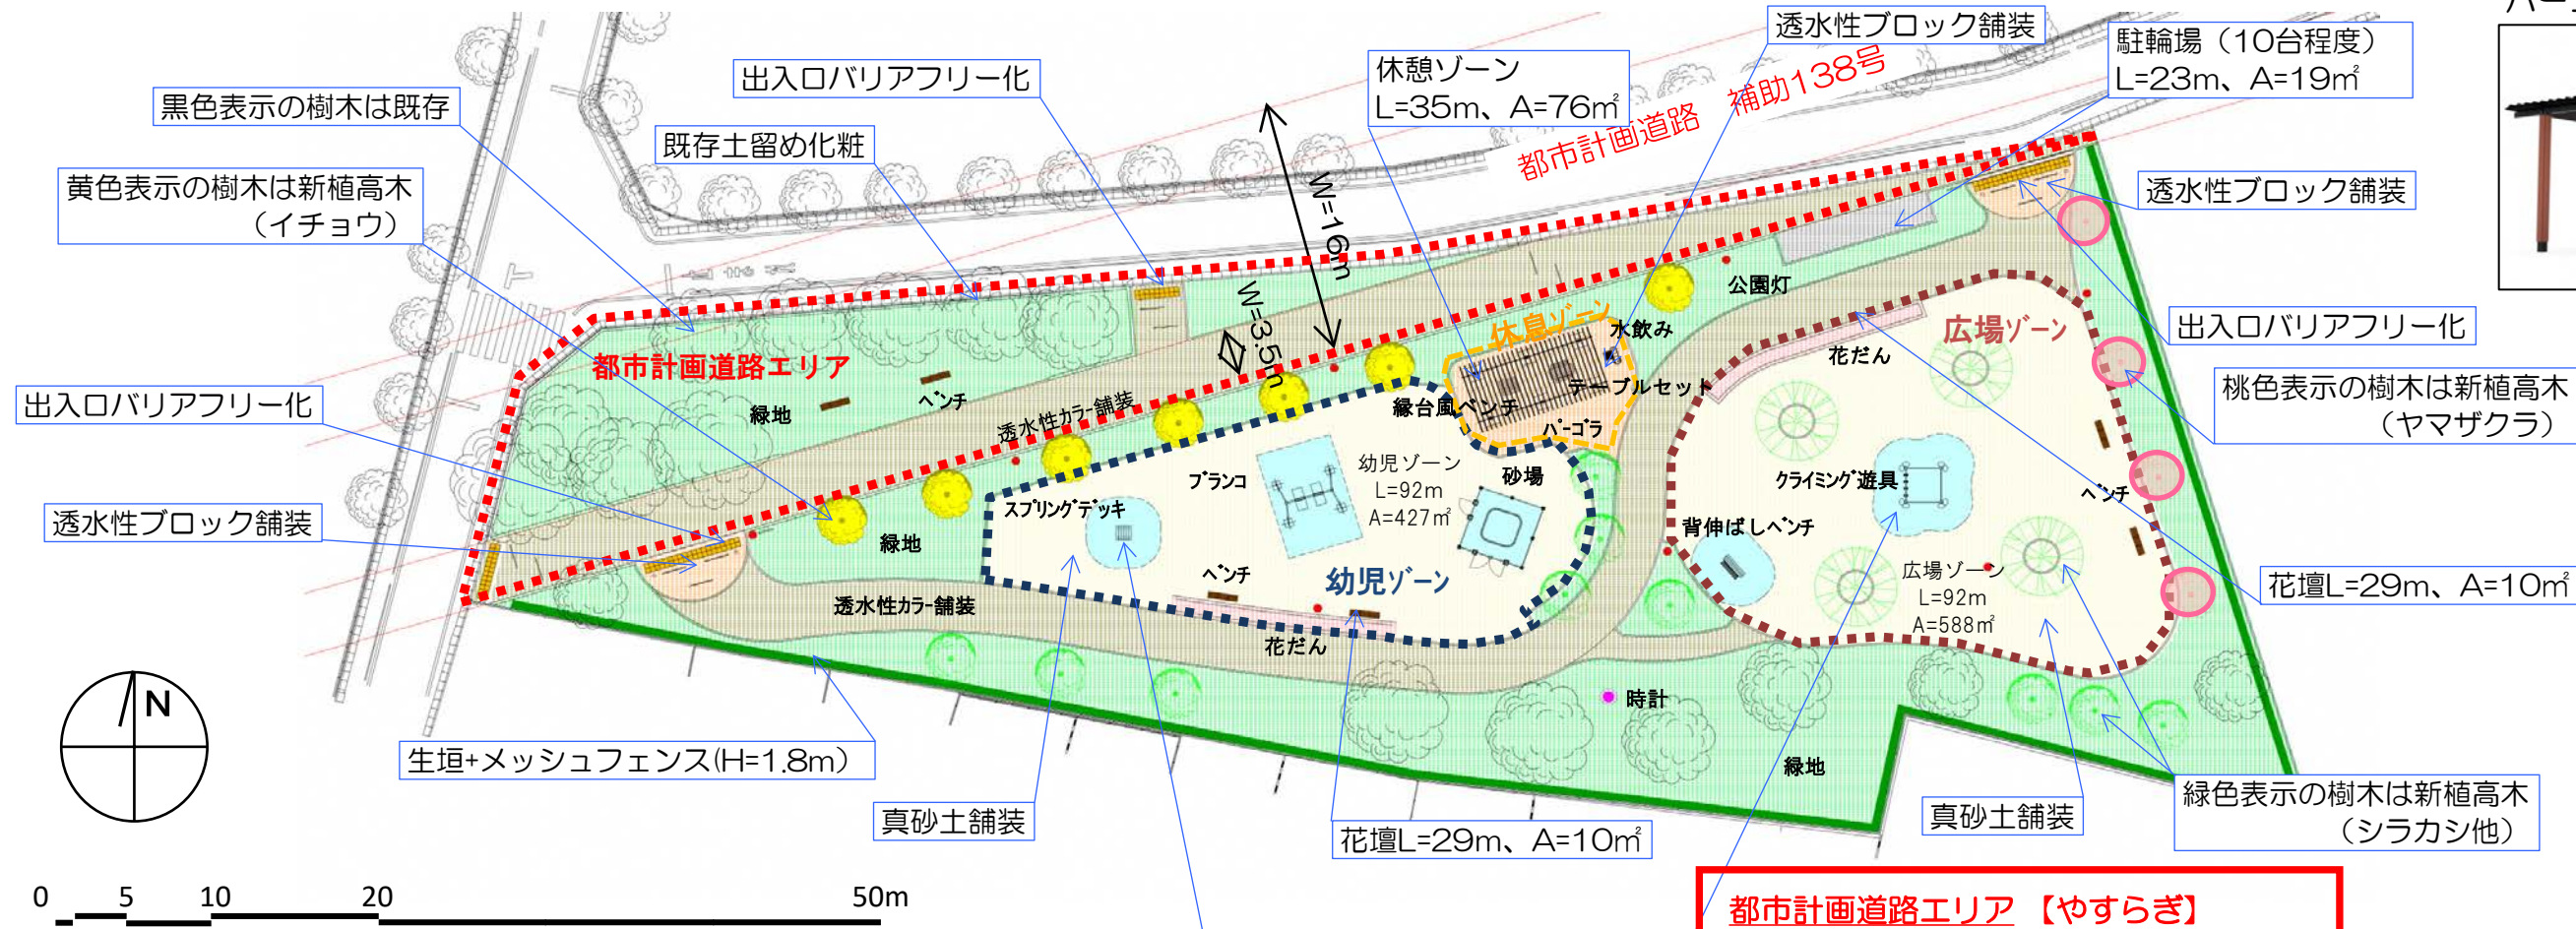 透水性ブロック舗装
休憩ゾーン
L=35m、A=76㎡
駐輪場（10台程度）
L=23m、A=19㎡
都市計画道路　補助138号
出入口バリアフリー化
黒色表示の樹木は既存
既存土留め化粧
黄色表示の樹木は新植高木
（イチョウ）
透水性ブロック舗装
W=16m
W=3.5m
公園灯
休息ゾーン
水飲み
広場ゾーン
花だん
出入口バリアフリー化
都市計画道路エリア
テーブルセット
桃色表示の樹木は新植高木
（ヤマザクラ）
出入口バリアフリー化
ベンチ
緑地
透水性カラー舗装
縁台風ベンチ
パーゴラ
幼児ゾーン
L=92m
A=427㎡
砂場
ブランコ
クライミング遊具
ベンチ
スプリングデッキ
透水性ブロック舗装
緑地
背伸ばしベンチ
ベンチ
幼児ゾーン
広場ゾーン
L=92m
A=588㎡
花壇L=29m、A=10㎡
透水性カラー舗装
花だん
N
時計
生垣+メッシュフェンス(H=1.8m）
緑地
真砂土舗装
花壇L=29m、A=10㎡
真砂土舗装
緑色表示の樹木は新植高木
（シラカシ他）
0 5 10 20 50m
都市計画道路エリア 【やすらぎ】